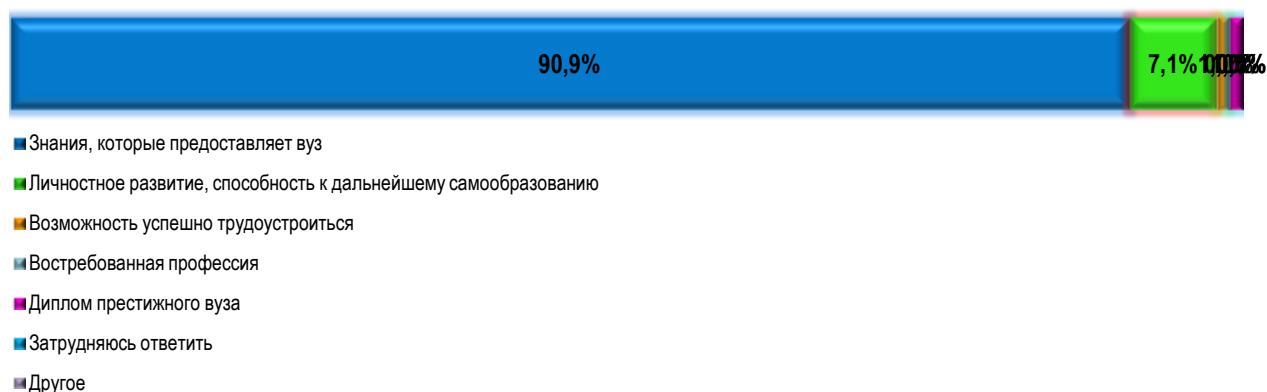 90,9% 7,1%
Знания, которые предоставляет вуз
Личностное развитие, способность к дальнейшему самообразованию
Возможность успешно трудоустроиться
Востребованная профессия
Диплом престижного вуза
Затрудняюсь ответить
Другое